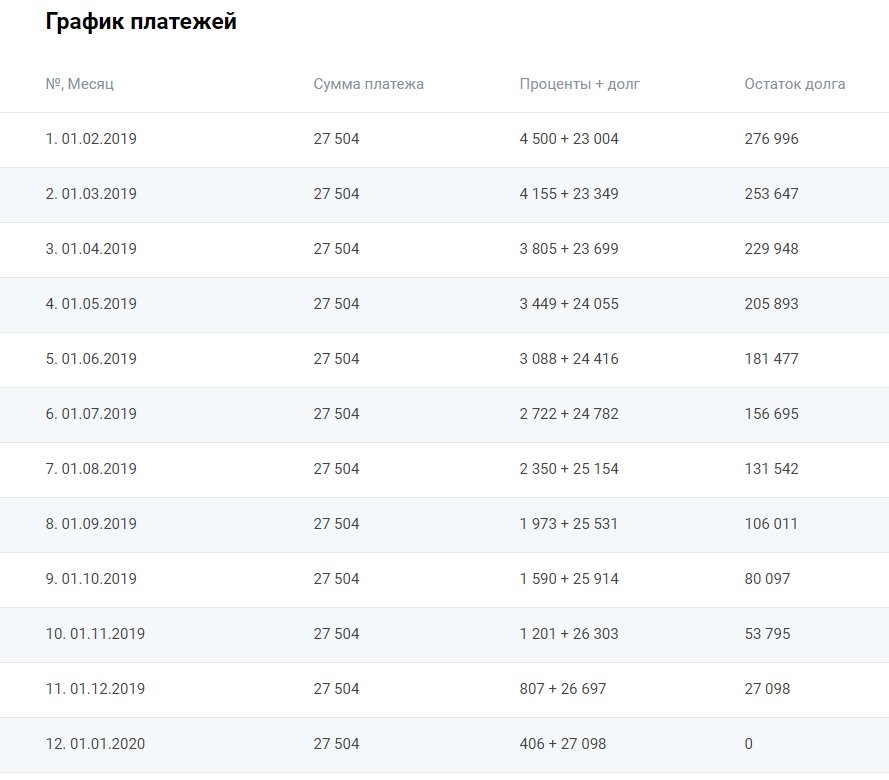 График платежей
№, Месяц Сумма платежа Проценты + долг Остаток долга
1. 01.02.2019 27 504 4 500 + 23 004 276 996
2. 01.03.2019 27 504 4 155 + 23 349 253 647
3. 01.04.2019 27 504 3 805 + 23 699 229 948
4. 01.05.2019 27 504 3 449 + 24 055 205 893
5. 01.06.2019 27 504 3 088 + 24 416 181 477
6. 01.07.2019 27 504 2 722 + 24 782 156 695
7. 01.08.2019 27 504 2 350 + 25 154 131 542
8. 01.09.2019 27 504 1 973 + 25 531 106 011
9. 01.10.2019 27 504 1 590 + 25 914 80 097
10. 01.11.2019 27 504 1 201 + 26 303 53 795
11. 01.12.2019 27 504 807 + 26 697 27 098
12. 01.01.2020 27 504 406 + 27 098 0